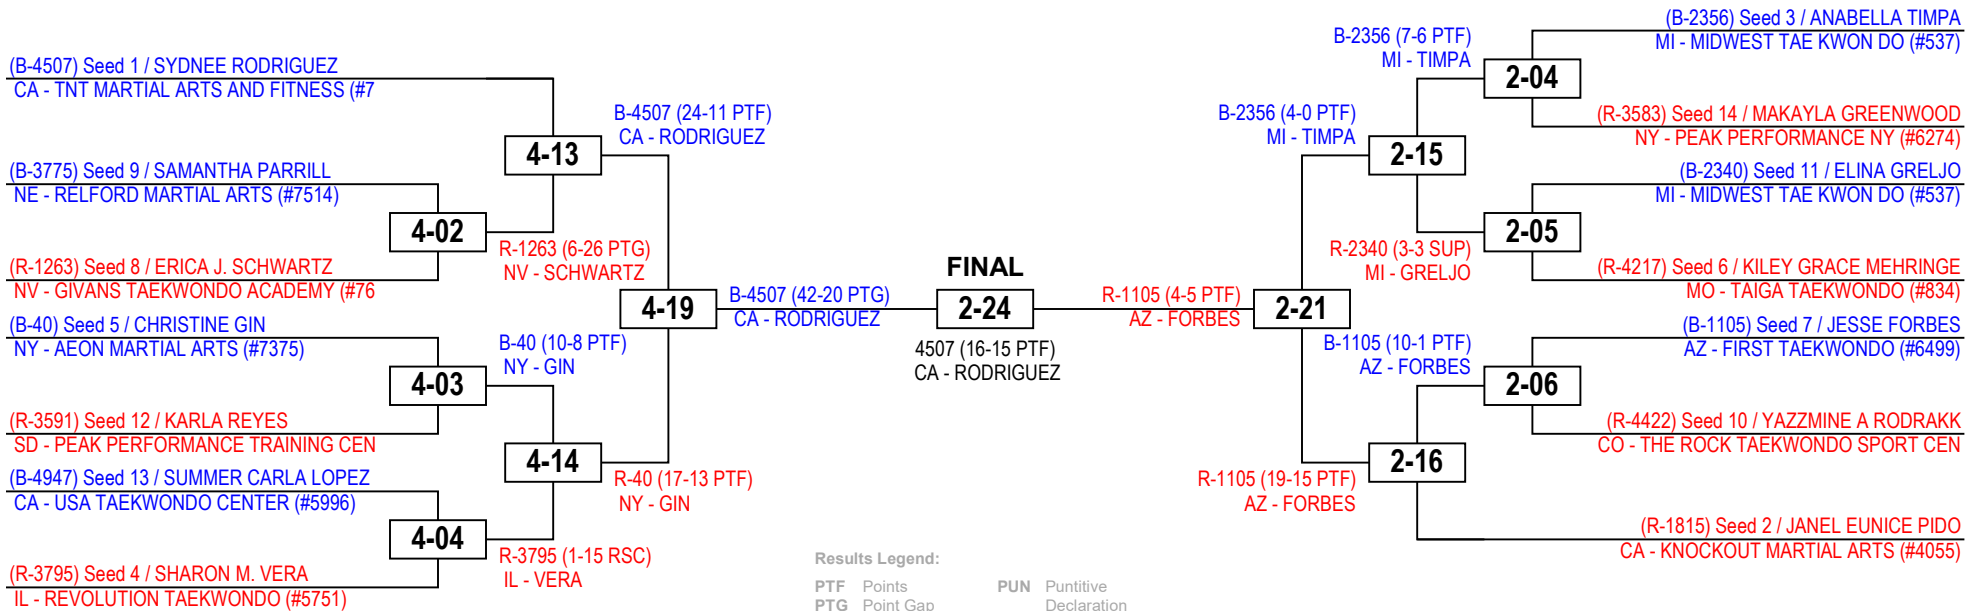 (B-4507) Seed 1 / SYDNEE RODRIGUEZ
CA - TNT MARTIAL ARTS AND FITNESS (#7
(B-3775) Seed 9 / SAMANTHA PARRILL
NE - RELFORD MARTIAL ARTS (#7514)
(R-1263) Seed 8 / ERICA J. SCHWARTZ
NV - GIVANS TAEKWONDO ACADEMY (#76
(B-40) Seed 5 / CHRISTINE GIN
NY - AEON MARTIAL ARTS (#7375)
(R-3591) Seed 12 / KARLA REYES
SD - PEAK PERFORMANCE TRAINING CEN
(B-4947) Seed 13 / SUMMER CARLA LOPEZ
CA - USA TAEKWONDO CENTER (#5996)
(R-3795) Seed 4 / SHARON M. VERA
IL - REVOLUTION TAEKWONDO (#5751)
4-02
4-03
4-04
R-1263 (6-26 PTG)
NV - SCHWARTZ
B-40 (10-8 PTF)
NY - GIN
R-3795 (1-15 RSC)
IL - VERA
4-13
4-14
B-4507 (24-11 PTF)
CA - RODRIGUEZ
R-40 (17-13 PTF)
NY - GIN
4-19
B-4507 (42-20 PTG)
CA - RODRIGUEZ
FINAL
2-24
4507 (16-15 PTF)
CA - RODRIGUEZ
R-1105 (4-5 PTF)
AZ - FORBES
2-21
B-2356 (4-0 PTF)
MI - TIMPA
R-1105 (19-15 PTF)
AZ - FORBES
2-15
2-16
B-2356 (7-6 PTF)
MI - TIMPA
R-2340 (3-3 SUP)
MI - GRELJO
B-1105 (10-1 PTF)
AZ - FORBES
2-04
2-05
2-06
(B-2356) Seed 3 / ANABELLA TIMPA
MI - MIDWEST TAE KWON DO (#537)
(R-3583) Seed 14 / MAKAYLA GREENWOOD
NY - PEAK PERFORMANCE NY (#6274)
(B-2340) Seed 11 / ELINA GRELJO
MI - MIDWEST TAE KWON DO (#537)
(R-4217) Seed 6 / KILEY GRACE MEHRINGE
MO - TAIGA TAEKWONDO (#834)
(B-1105) Seed 7 / JESSE FORBES
AZ - FIRST TAEKWONDO (#6499)
(R-4422) Seed 10 / YAZZMINE A RODRAKK
CO - THE ROCK TAEKWONDO SPORT CEN
(R-1815) Seed 2 / JANEL EUNICE PIDO
CA - KNOCKOUT MARTIAL ARTS (#4055)
Results Legend:
PTF Points PUN Puntitive
PTG Point Gap Declaration